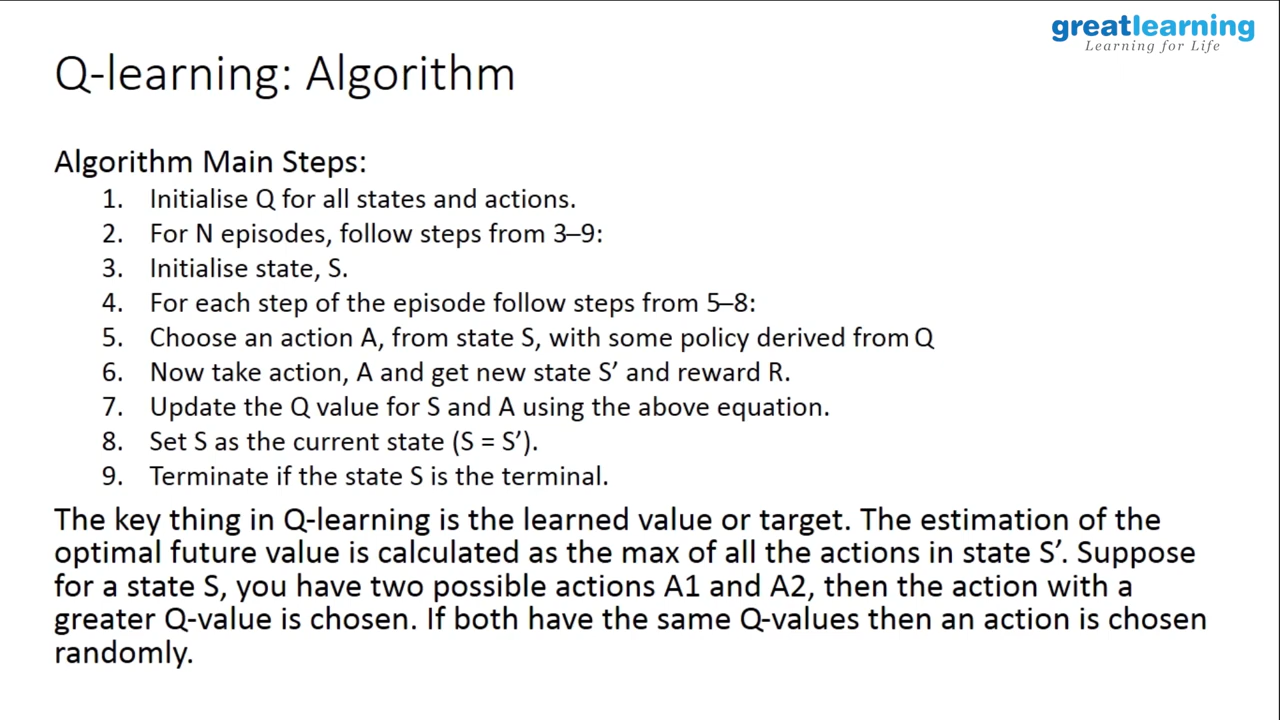 greatlearning
Learning for Life
Q-learning: Algorithm
Algorithm Main Steps:
1. Initialise Q for all states and actions.
2. For N episodes, follow steps from 3–9:
3. Initialise state, S.
4. For each step of the episode follow steps from 5–8:
5. Choose an action A, from state S, with some policy derived from Q
6. Now take action, A and get new state S’ and reward R.
7. Update the Q value for S and A using the above equation.
8. Set S as the current state (S = S’).
9. Terminate if the state S is the terminal.
The key thing in Q-learning is the learned value or target. The estimation of the
optimal future value is calculated as the max of all the actions in state S’. Suppose
for a state S, you have two possible actions A1 and A2, then the action with a
greater Q-value is chosen. If both have the same Q-values then an action is chosen
randomly.